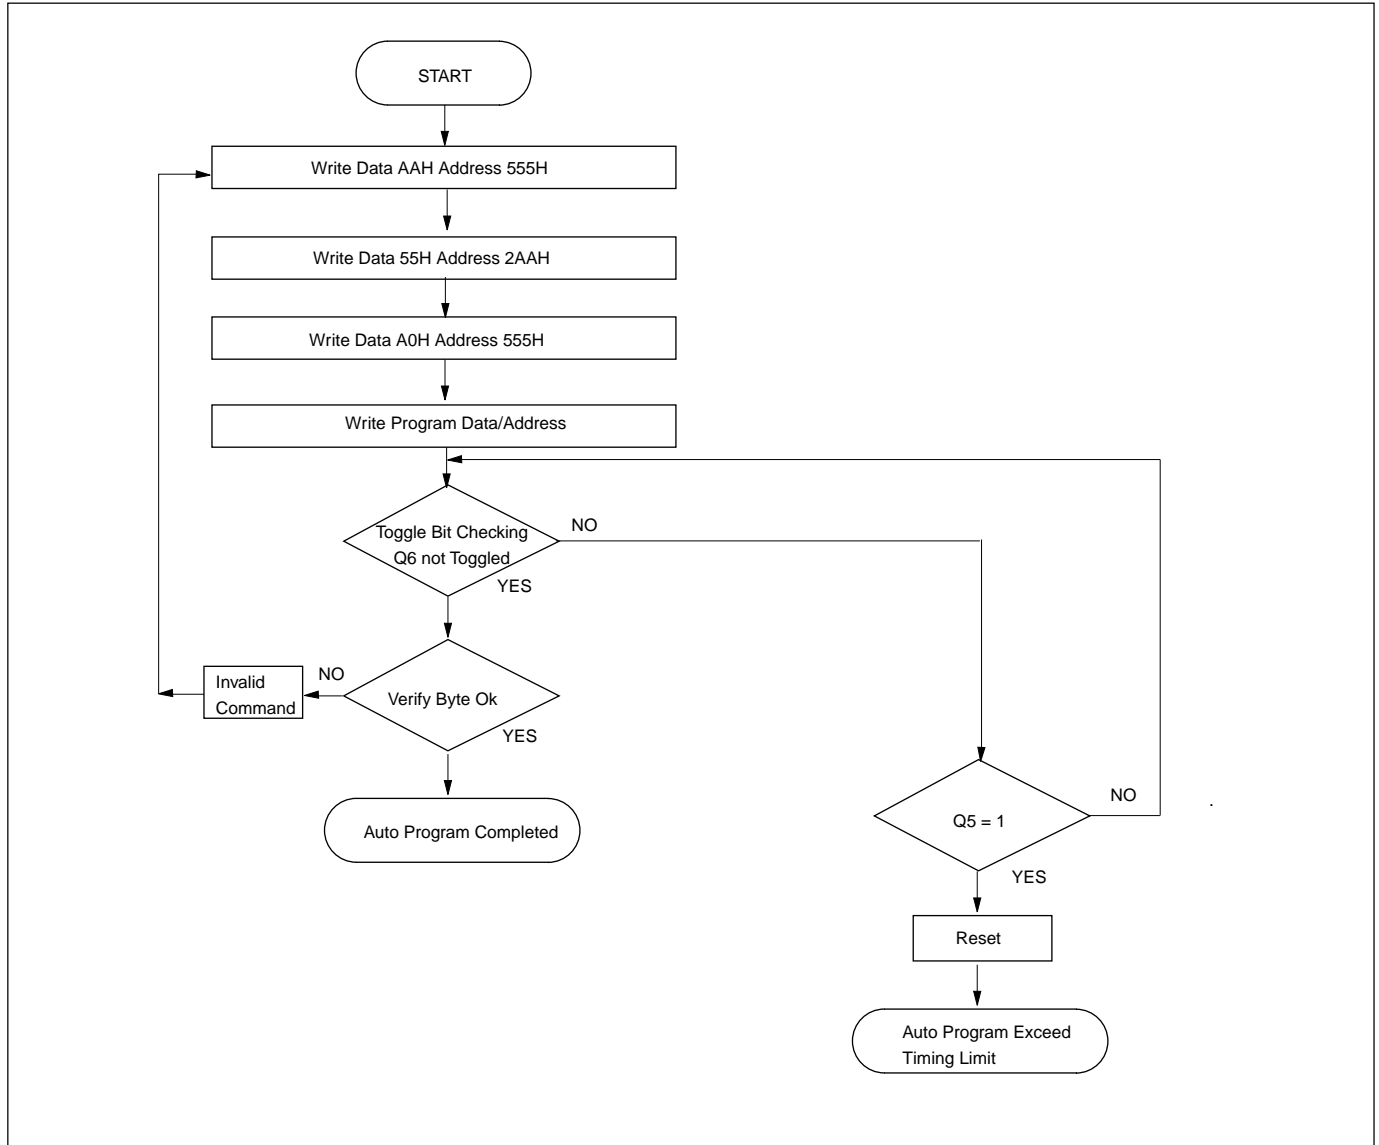 START
Write Data AAH Address 555H
Write Data 55H Address 2AAH
Write Data A0H Address 555H
Write Program Data/Address
Toggle Bit Checking
Q6 not Toggled
NO
YES
Invalid
Command
NO
Verify Byte Ok
YES
Auto Program Completed
Q5 = 1
NO
.
YES
Reset
Auto Program Exceed
Timing Limit